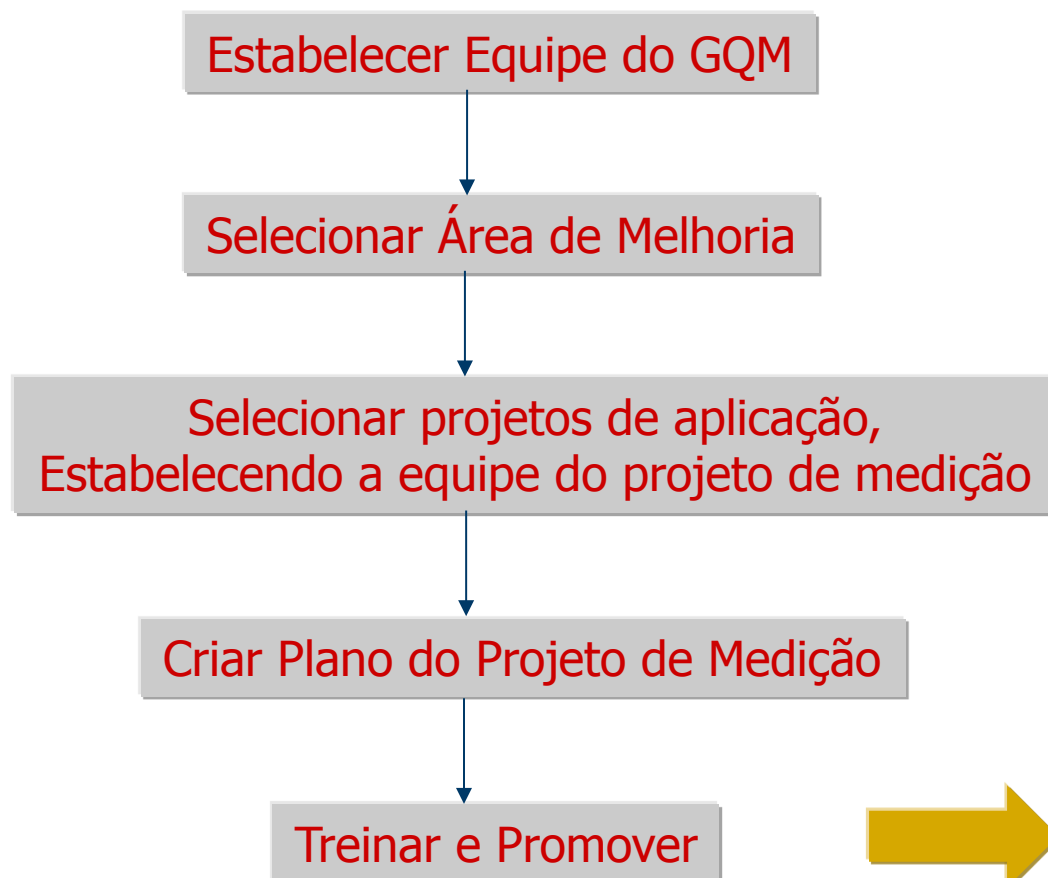 Estabelecer Equipe do GQM
Selecionar Área de Melhoria
Selecionar projetos de aplicação,
Estabelecendo a equipe do projeto de medição
Criar Plano do Projeto de Medição
Treinar e Promover